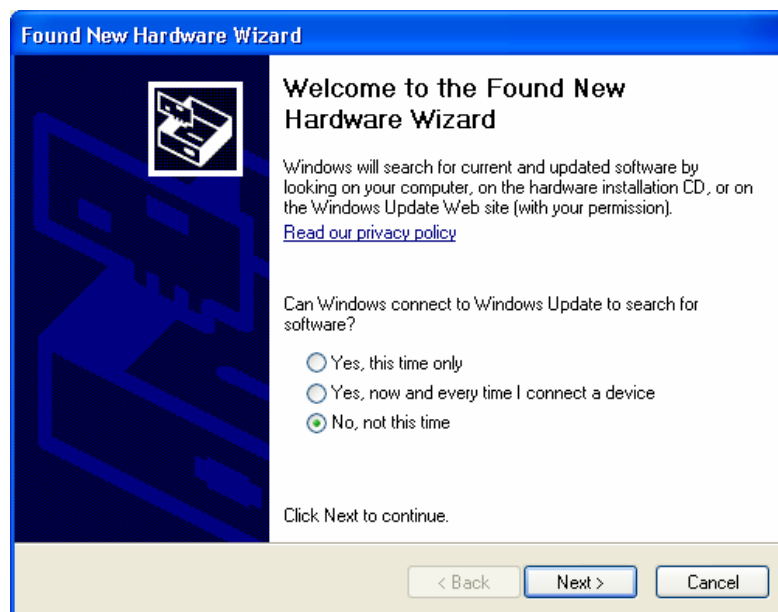 Found New Hardware Wizard
Welcome to the Found New
Hardware Wizard
Windows will search for current and updated software by
looking on your computer, on the hardware installation CD, or on
the Windows Update Web site (with your permission).
Read our privacy policy
Can Windows connect to Windows Update to search for
software?
Yes, this time only
Yes, now and every time I connect a device
No, not this time
Click Next to continue.
< Back
Next >
Cancel